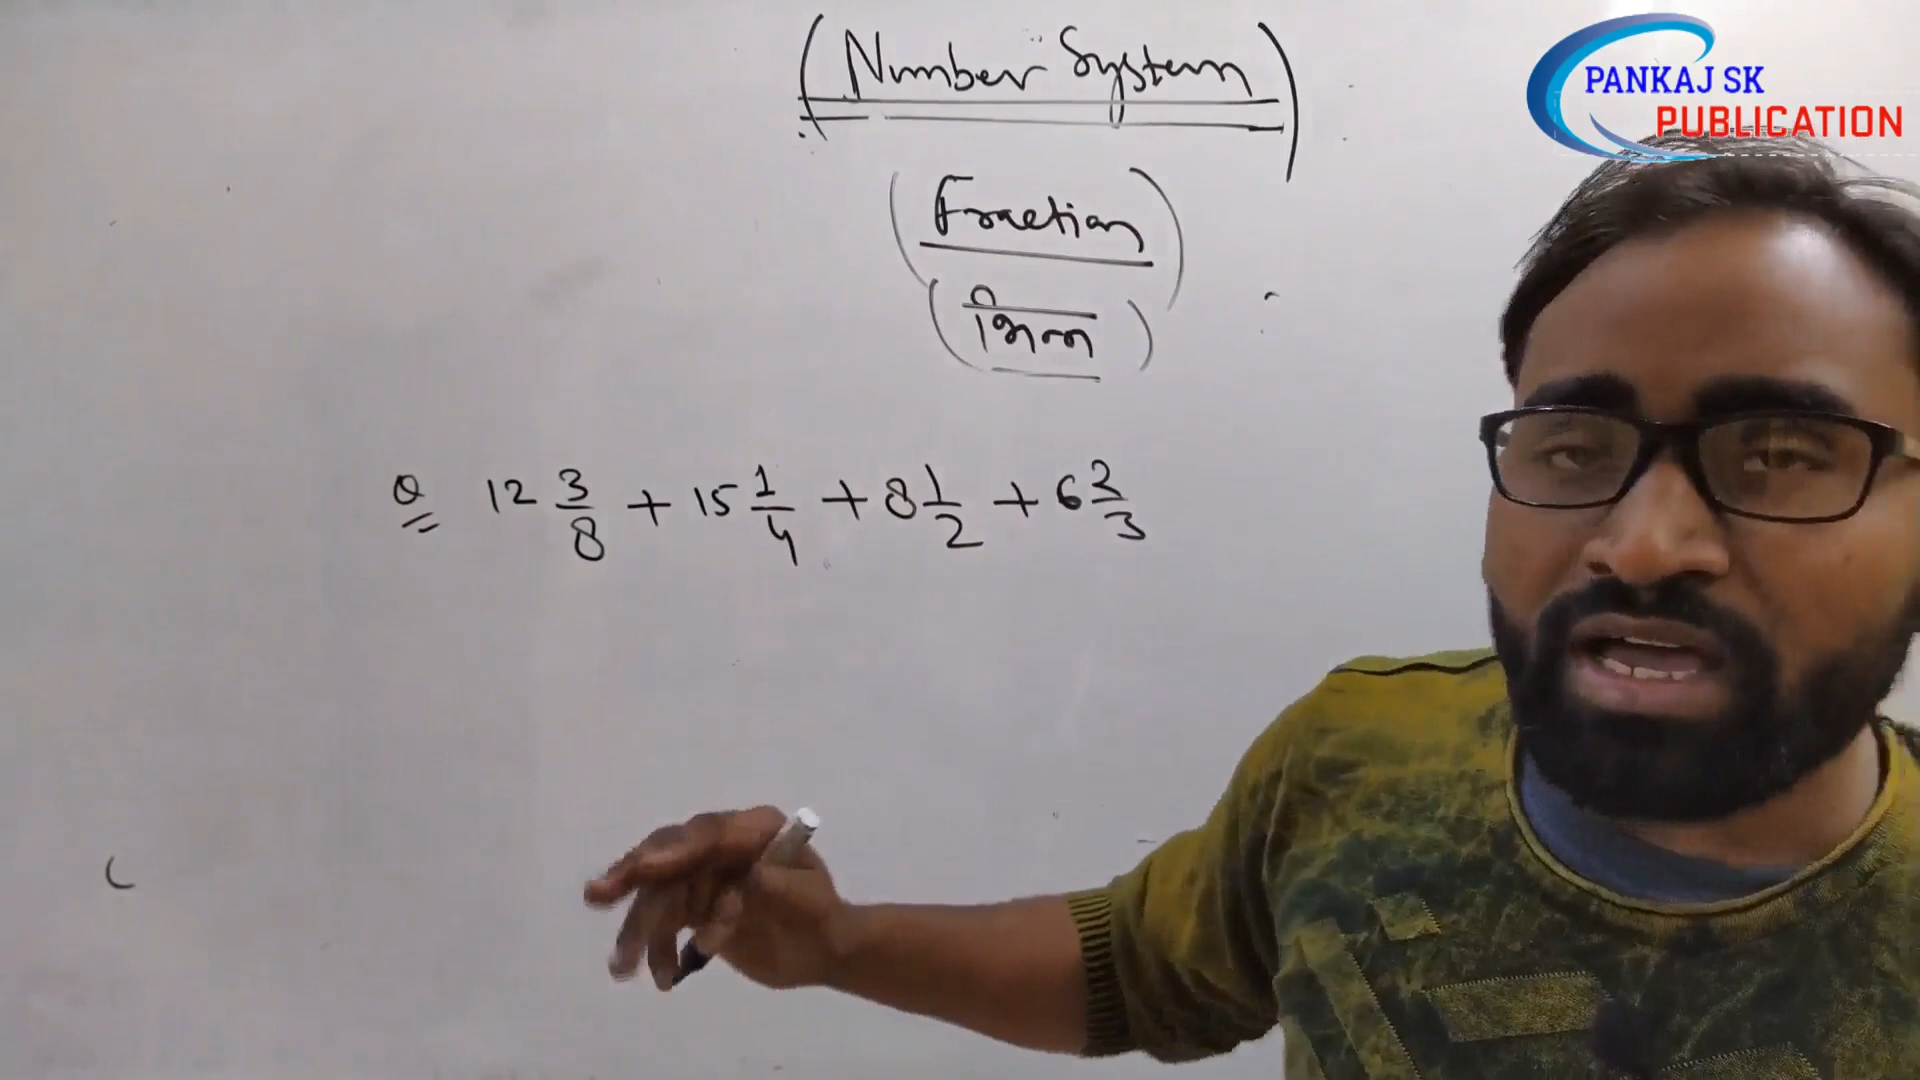 (Number System)
(Fraction)
(भिन्न)
Q 12 3/8 + 15 1/4 + 8 1/2 + 6 2/3
PANKAJ SK
PUBLICATION